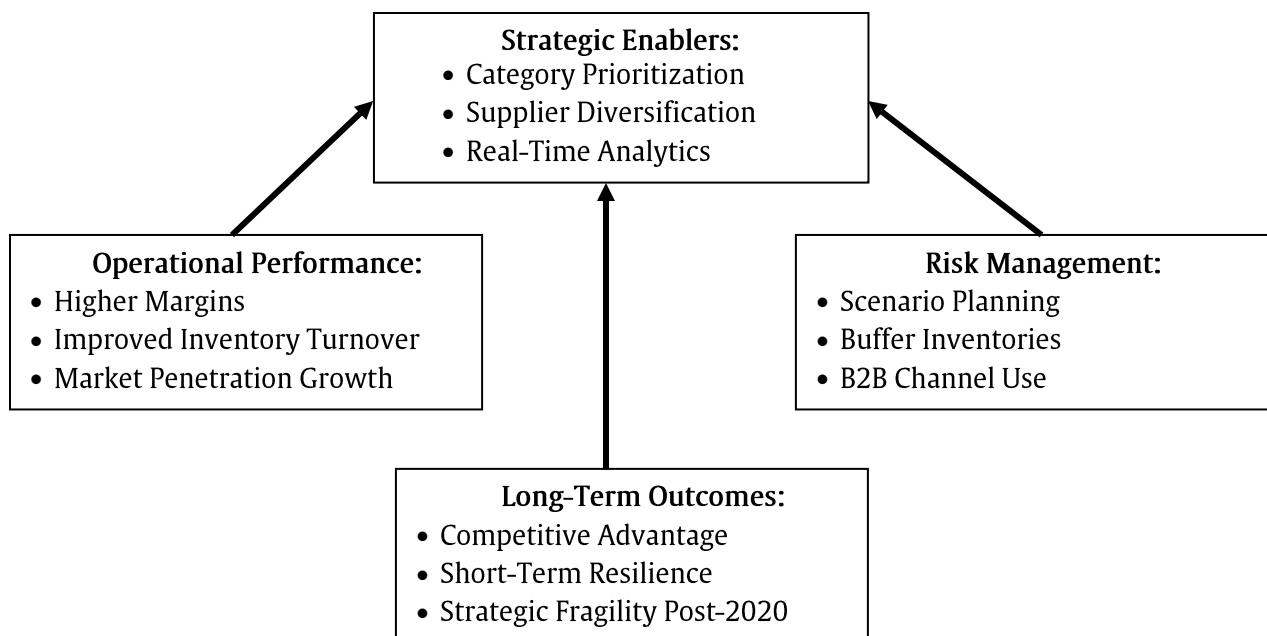 Strategic Enablers:
• Category Prioritization
• Supplier Diversification
• Real-Time Analytics
Operational Performance:
• Higher Margins
• Improved Inventory Turnover
• Market Penetration Growth
Risk Management:
• Scenario Planning
• Buffer Inventories
• B2B Channel Use
Long-Term Outcomes:
• Competitive Advantage
• Short-Term Resilience
• Strategic Fragility Post-2020